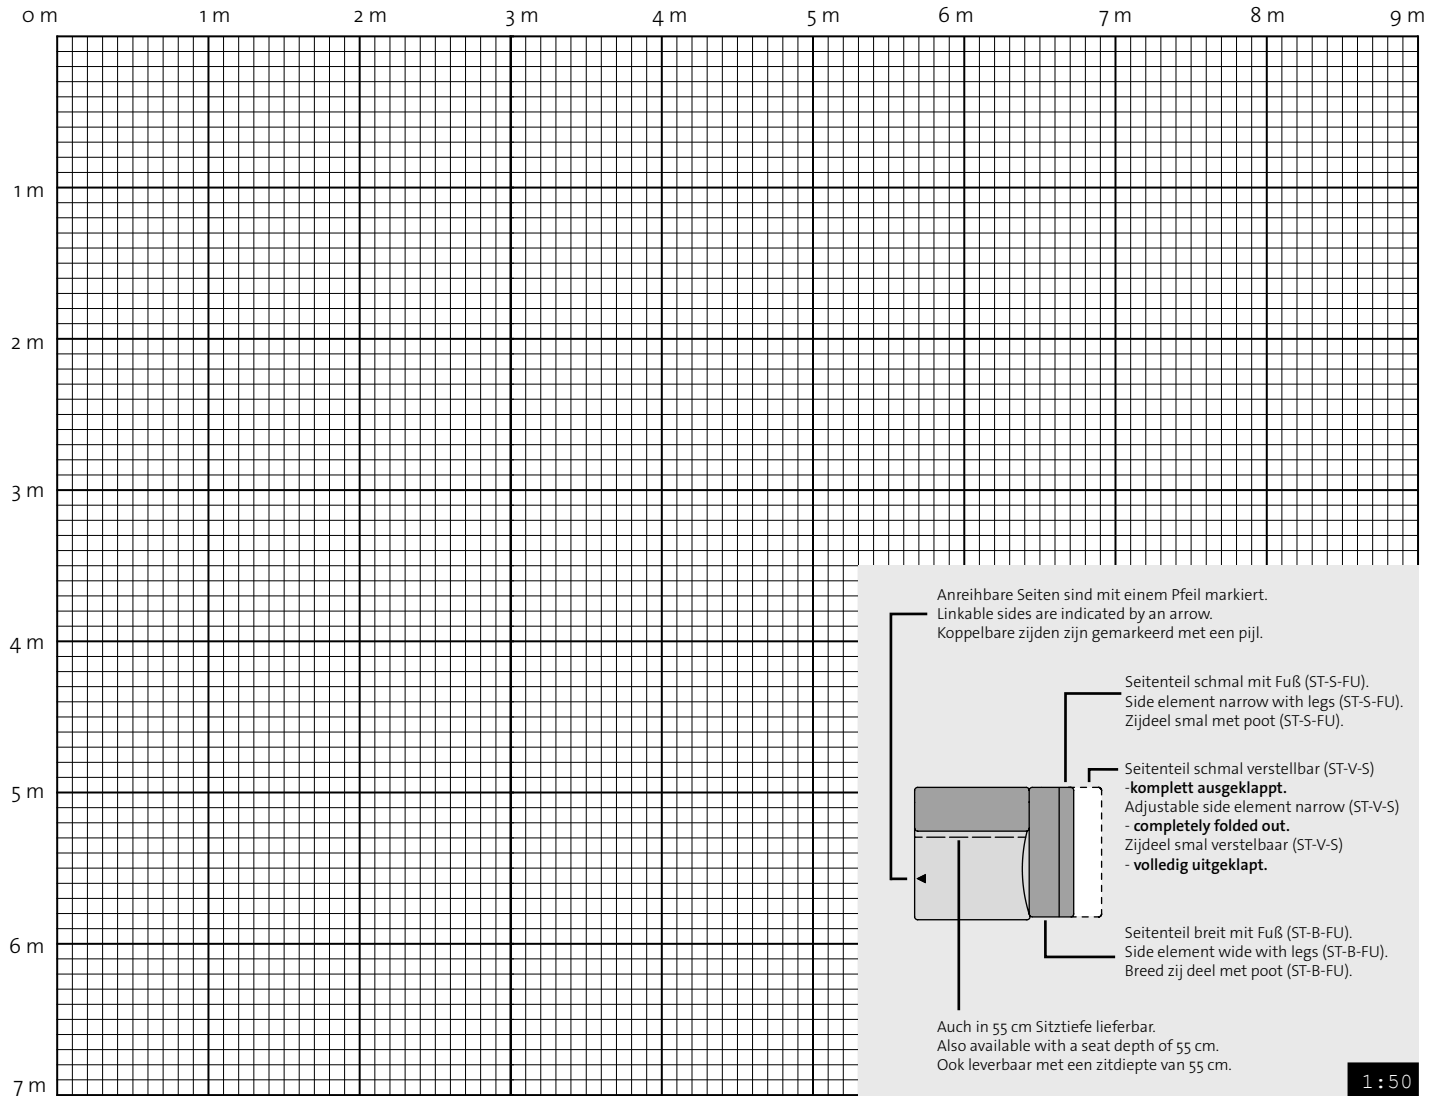 0 m 1 m 2 m 3 m 4 m 5 m 6 m 7 m 8 m 9 m
1 m
2 m
3 m
4 m
5 m
6 m
7 m
Anreihbare Seiten sind mit einem Pfeil markiert.
Linkable sides are indicated by an arrow.
Koppelbare zijden zijn gemarkeerd met een pijl.
Seitenteil schmal mit Fuß (ST-S-FU).
Side element narrow with legs (ST-S-FU).
Zijdeel smal met poot (ST-S-FU).
Seitenteil schmal verstellbar (ST-V-S)
-komplett ausgeklappt.
Adjustable side element narrow (ST-V-S)
- completely folded out.
Zijdeel smal verstelbaar (ST-V-S)
- volledig uitgeklapt.
Seitenteil breit mit Fuß (ST-B-FU).
Side element wide with legs (ST-B-FU).
Breed zij deel met poot (ST-B-FU).
Auch in 55 cm Sitztiefe lieferbar.
Also available with a seat depth of 55 cm.
Ook leverbaar met een zitdiepte van 55 cm.
1:50